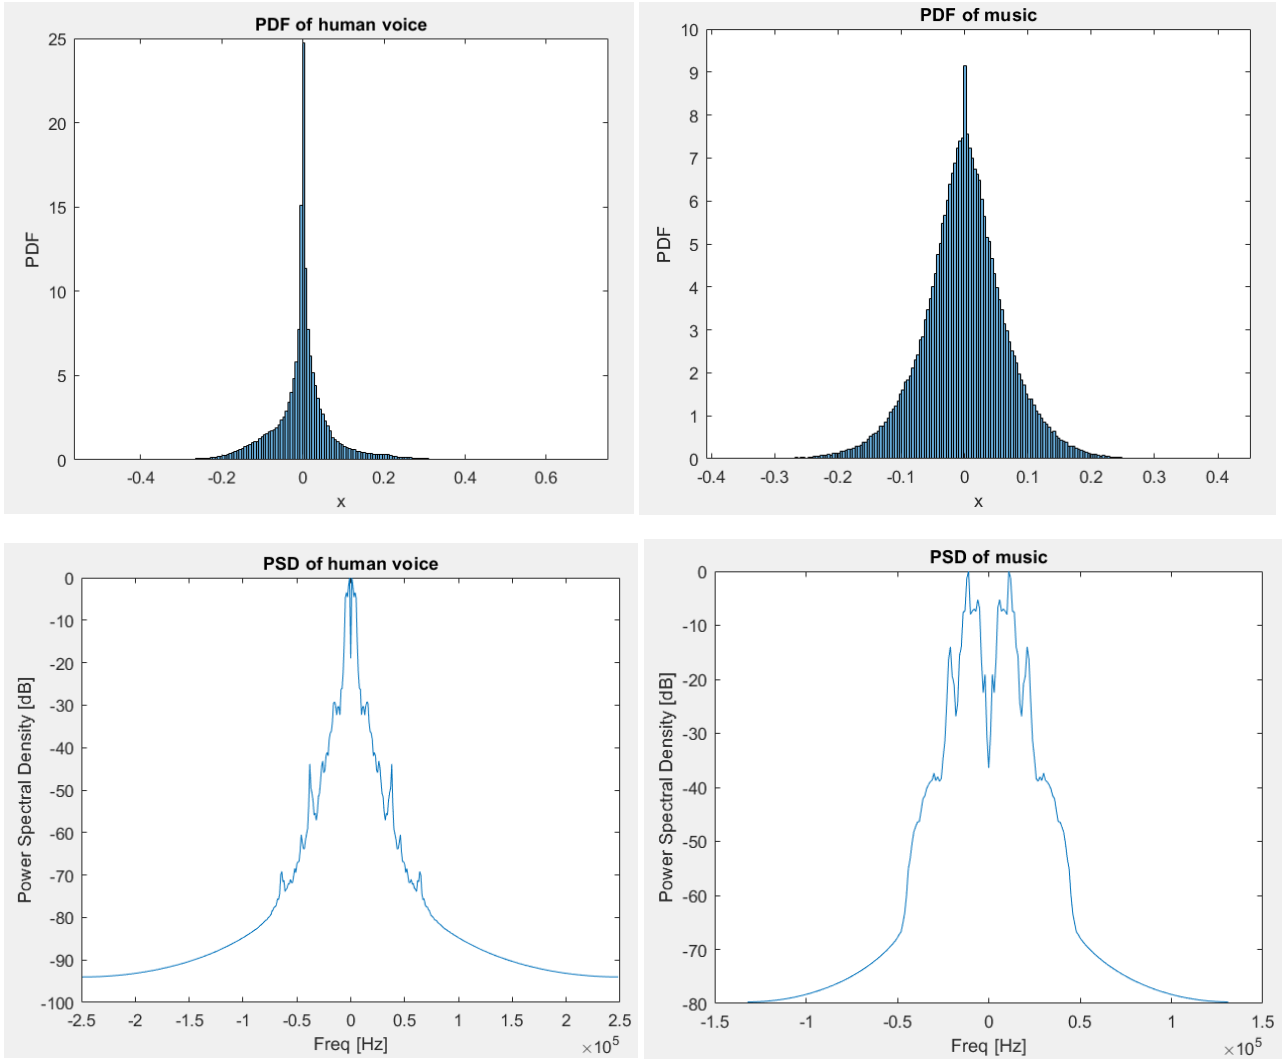 PDF of human voice
25
20
15
10
5
0
PDF
-0.4 -0.2 0 0.2 0.4 0.6
x
PDF of music
10
9
8
7
6
5
4
3
2
1
0
PDF
-0.4 -0.3 -0.2 -0.1 0 0.1 0.2 0.3 0.4
x
PSD of human voice
0
-10
-20
-30
-40
-50
-60
-70
-80
-90
-100
Power Spectral Density [dB]
-2.5 -2 -1.5 -1 -0.5 0 0.5 1 1.5 2 2.5
Freq [Hz]
×10^5
PSD of music
0
-10
-20
-30
-40
-50
-60
-70
-80
Power Spectral Density [dB]
-1.5 -1 -0.5 0 0.5 1 1.5
Freq [Hz]
×10^5